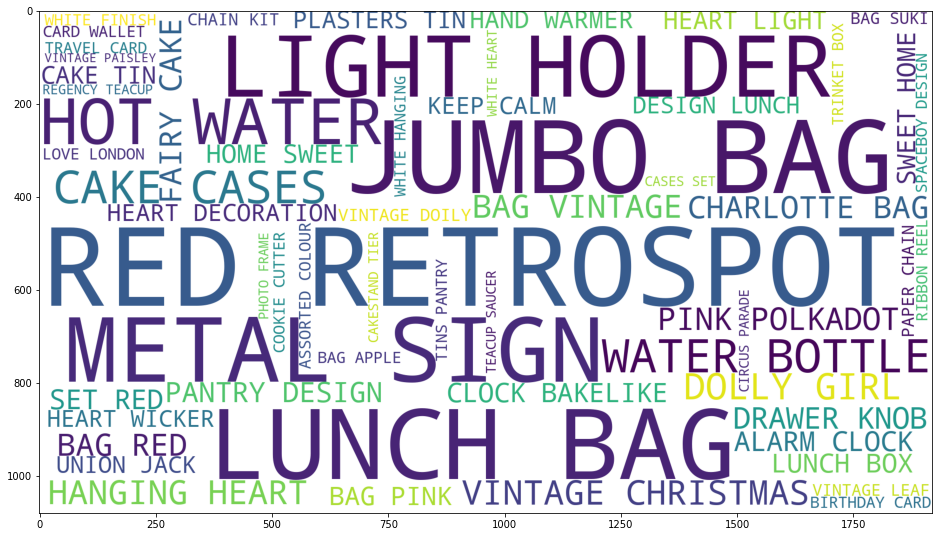 WHITE FINISH
CHAIN KIT
PLASTERS TIN
HAND WARMER
HEART LIGHT
BAG SUKI
CARD WALLET
TRAVEL CARD
VINTAGE PAISLEY
CAKE TIN
REGENCY TEACUP
FAIRY CAKE
LIGHT HOLDER
WHITE HEART
TRINKET BOX
SWEET HOME
SPACEBOY DESIGN
HOT WATER
WHITE HANGING
KEEP CALM
DESIGN LUNCH
LOVE LONDON
HOME SWEET
JUMBO BAG
CAKE CASES
CASES SET
HEART DECORATION
VINTAGE DOILY
BAG VINTAGE
CHARLOTTE BAG
RED RETROSPOT
PHOTO FRAME
COOKIE CUTTER
ASSORTED COLOUR
CAKESTAND TIER
TINS PANTRY
TEACUP SAUCER
CIRCUS PARADE
PAPER CHAIN
RIBBON REEL
METAL SIGN
BAG APPLE
PINK POLKADOT
WATER BOTTLE
SET RED
PANTRY DESIGN
CLOCK BAKELIKE
DOLLY GIRL
HEART WICKER
LUNCH BAG
DRAWER KNOB
BAG RED
ALARM CLOCK
UNION JACK
LUNCH BOX
HANGING HEART
BAG PINK
VINTAGE CHRISTMAS
VINTAGE LEAF
BIRTHDAY CARD
0
200
400
600
800
1000
0 250 500 750 1000 1250 1500 1750